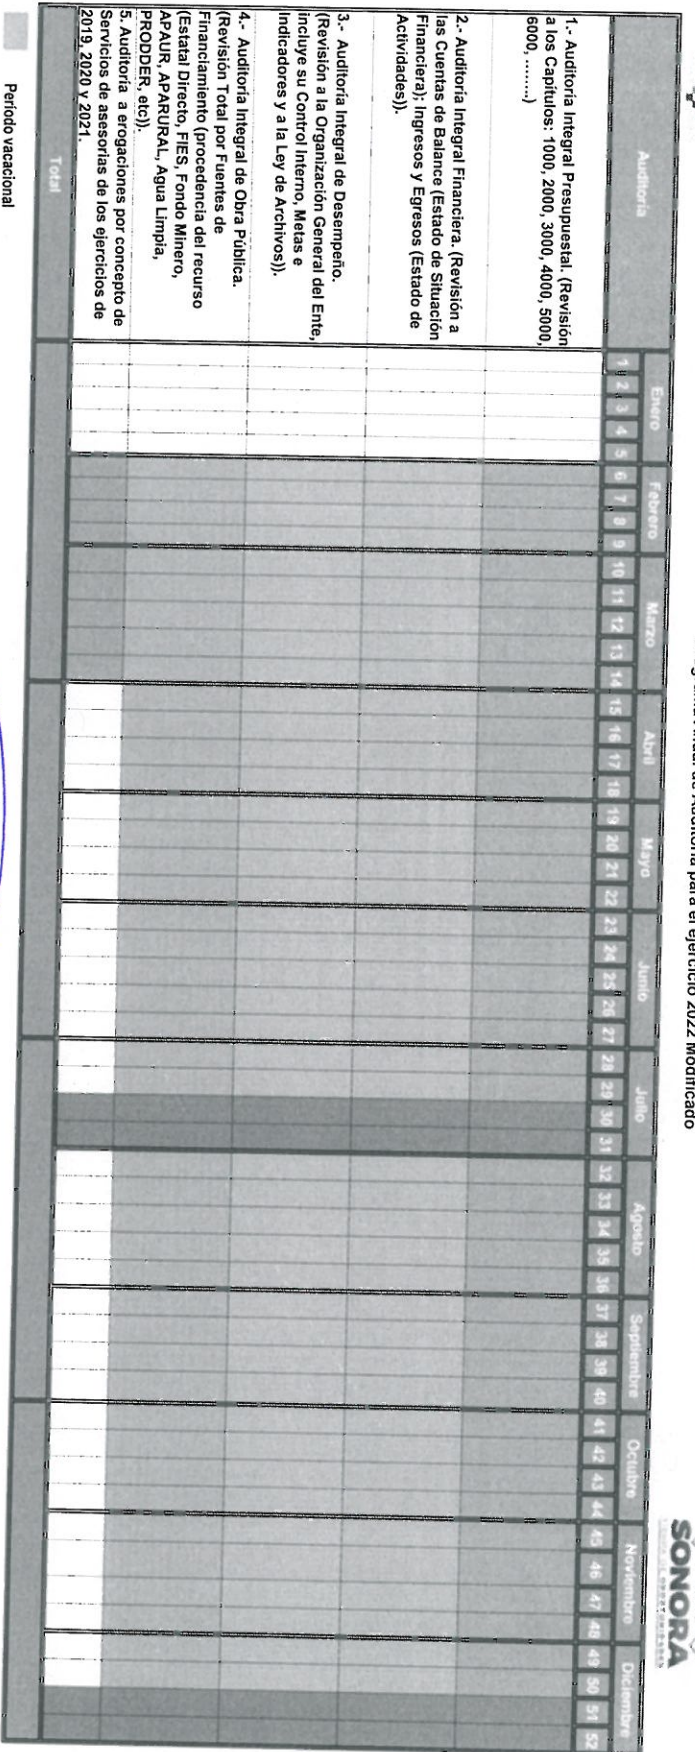 Auditoría para el ejercicio 2022 Modificado
SONORA
Auditoría
Enero
Febrero
Marzo
Abril
Mayo
Junio
Julio
Agosto
Septiembre
Octubre
Noviembre
Diciembre
1 2 3 4 5 6 7 8 9 10 11 12 13 14 15 16 17 18 19 20 21 22 23 24 25 26 27 28 29 30 31 32 33 34 35 36 37 38 39 40 41 42 43 44 45 46 47 48 49 50 51 52
1.- Auditoría Integral Presupuestal. (Revisión
a los Capítulos: 1000, 2000, 3000, 4000, 5000,
6000, ........)
2.- Auditoría Integral Financiera. (Revisión a
las Cuentas de Balance (Estado de Situación
Financiera); Ingresos y Egresos (Estado de
Actividades)).
3.- Auditoría Integral de Desempeño.
(Revisión a la Organización General del Ente,
incluye su Control Interno, Metas e
Indicadores y a la Ley de Archivos)).
4.- Auditoría Integral de Obra Pública.
(Revisión Total por Fuentes de
Financiamiento (procedencia del recurso
(Estatal Directo, FIES, Fondo Minero,
APAUR, APARURAL, Agua Limpia,
PRODDER, etc)).
5. Auditoría a erogaciones por concepto de
Servicios de asesorías de los ejercicios de
2019, 2020 y 2021.
Total
Período vacacional